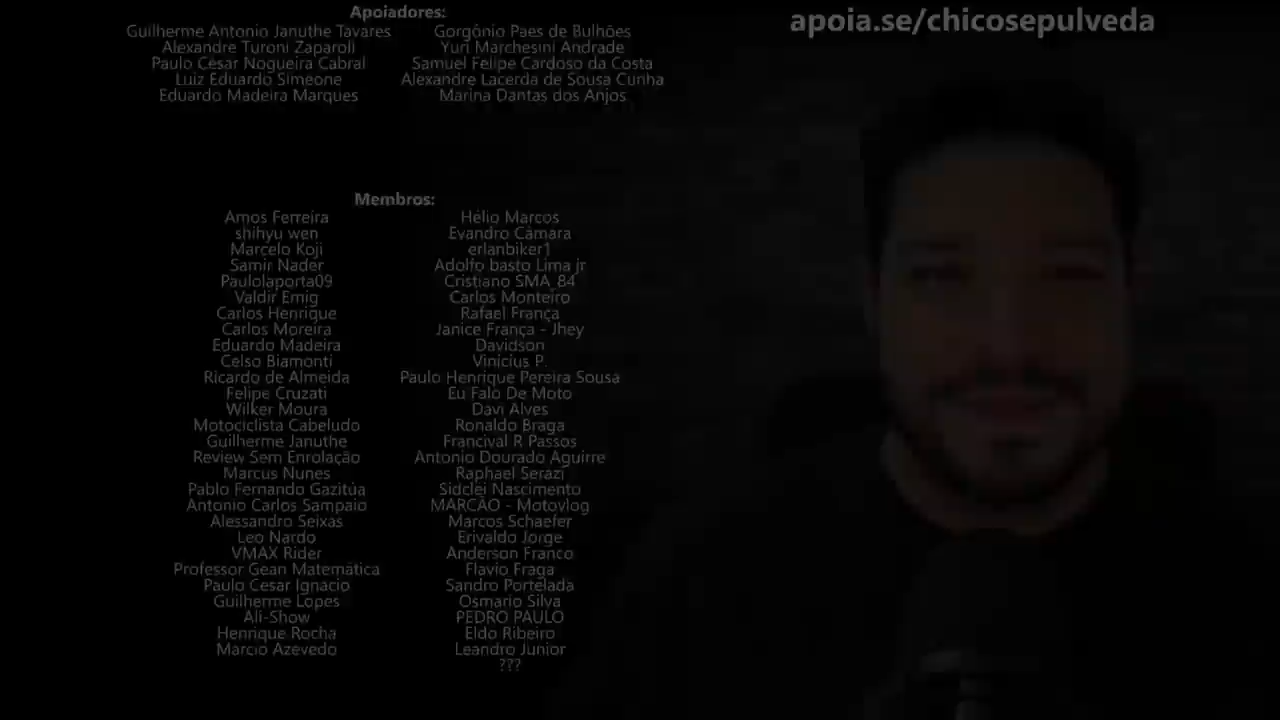 Apoiadores:
Guilherme Antonio Januthe Tavares
Alexandre Turoni Zaparoli
Paulo César Nogueira Cabral
Luiz Eduardo Simeone
Eduardo Madeira Marques
Gorgônio Paes de Bulhões
Yuri Marchesini Andrade
Samuel Felipe Cardoso da Costa
Alexandre Lacerda de Sousa Cunha
Marina Dantas dos Anjos
apoia.se/chicosepulveda
Membros:
Amos Ferreira
shihyu wen
Marcelo Koji
Samir Nader
Paulolaporta09
Valdir Emig
Carlos Henrique
Carlos Moreira
Eduardo Madeira
Celso Biamonti
Ricardo de Almeida
Felipe Cruzati
Wilker Moura
Motociclista Cabeludo
Guilherme Januthe
Review Sem Enrolação
Marcus Nunes
Pablo Fernando Gazitúa
Antonio Carlos Sampaio
Alessandro Seixas
Leo Nardo
VMAX Rider
Professor Gean Matemática
Paulo Cesar Ignacio
Guilherme Lopes
Ali-Show
Henrique Rocha
Marcio Azevedo
Hélio Marcos
Evandro Câmara
erlanbiker1
Adolfo basto Lima jr
Cristiano SMA_84
Carlos Monteiro
Rafael França
Janice França - Jhey
Davidson
Vinicius P.
Paulo Henrique Pereira Sousa
Eu Falo De Moto
Davi Alves
Ronaldo Braga
Francival R Passos
Antonio Dourado Aguirre
Raphael Serazi
Sidclei Nascimento
MARCÃO - Motovlog
Marcos Schaefer
Erivaldo Jorge
Anderson Franco
Flavio Fraga
Sandro Portelada
Osmario Silva
PEDRO PAULO
Eldo Ribeiro
Leandro Junior
???